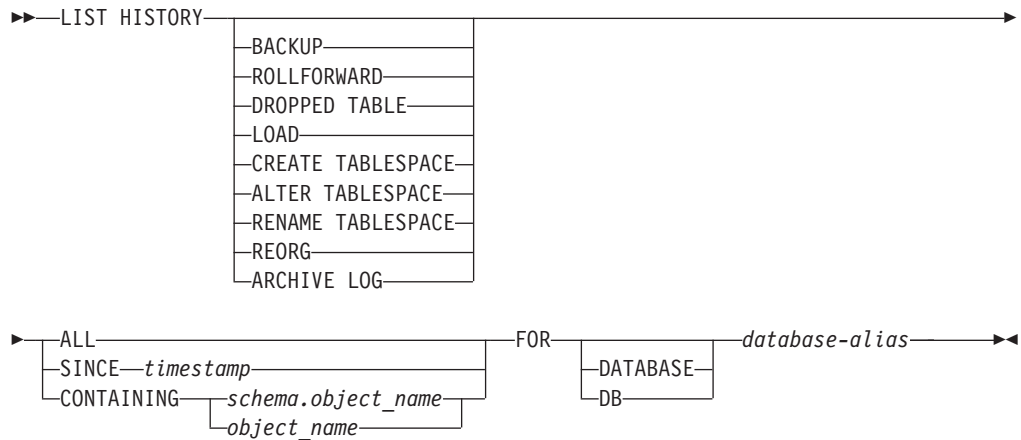 LIST HISTORY
BACKUP
ROLLFORWARD
DROPPED TABLE
LOAD
CREATE TABLESPACE
ALTER TABLESPACE
RENAME TABLESPACE
REORG
ARCHIVE LOG
ALL FOR database-alias
SINCE timestamp DATABASE
CONTAINING schema.object_name DB
object_name